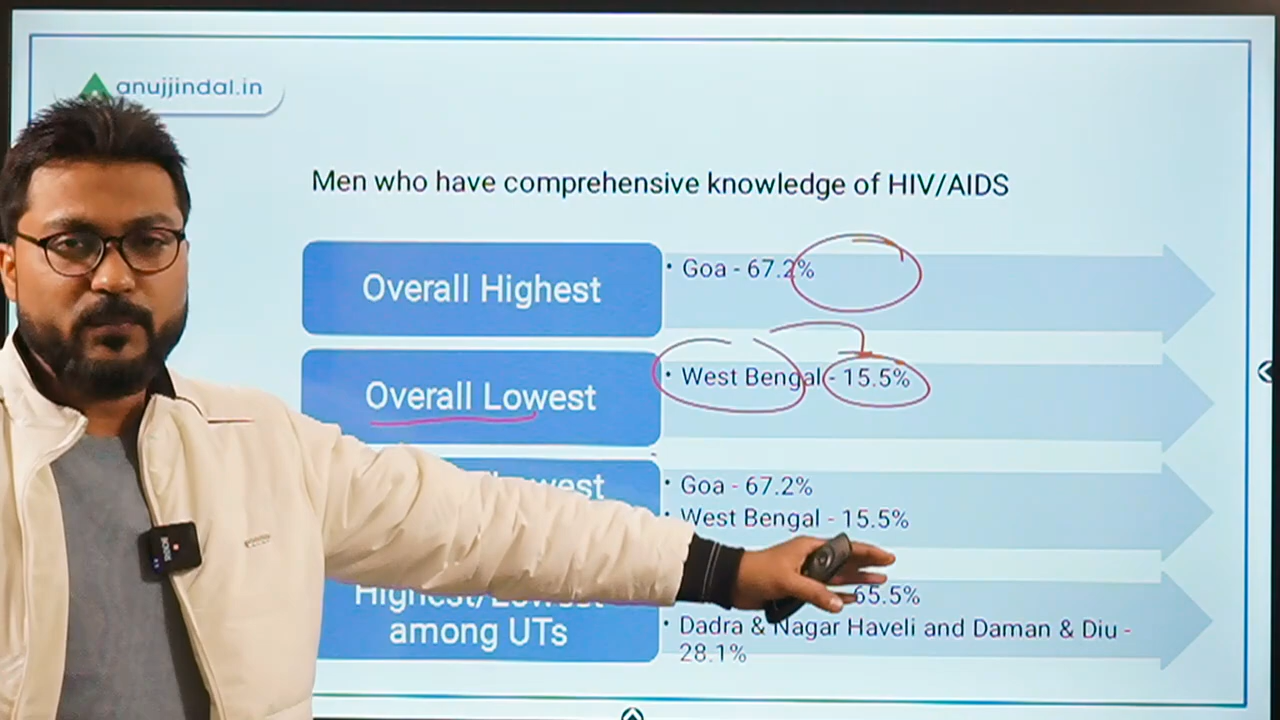 anujjindal.in
Men who have comprehensive knowledge of HIV/AIDS
Overall Highest
• Goa - 67.2%
Overall Lowest
• West Bengal - 15.5%
• Goa - 67.2%
• West Bengal - 15.5%
Highest/Lowest
among UTs
65.5%
• Dadra & Nagar Haveli and Daman & Diu -
28.1%